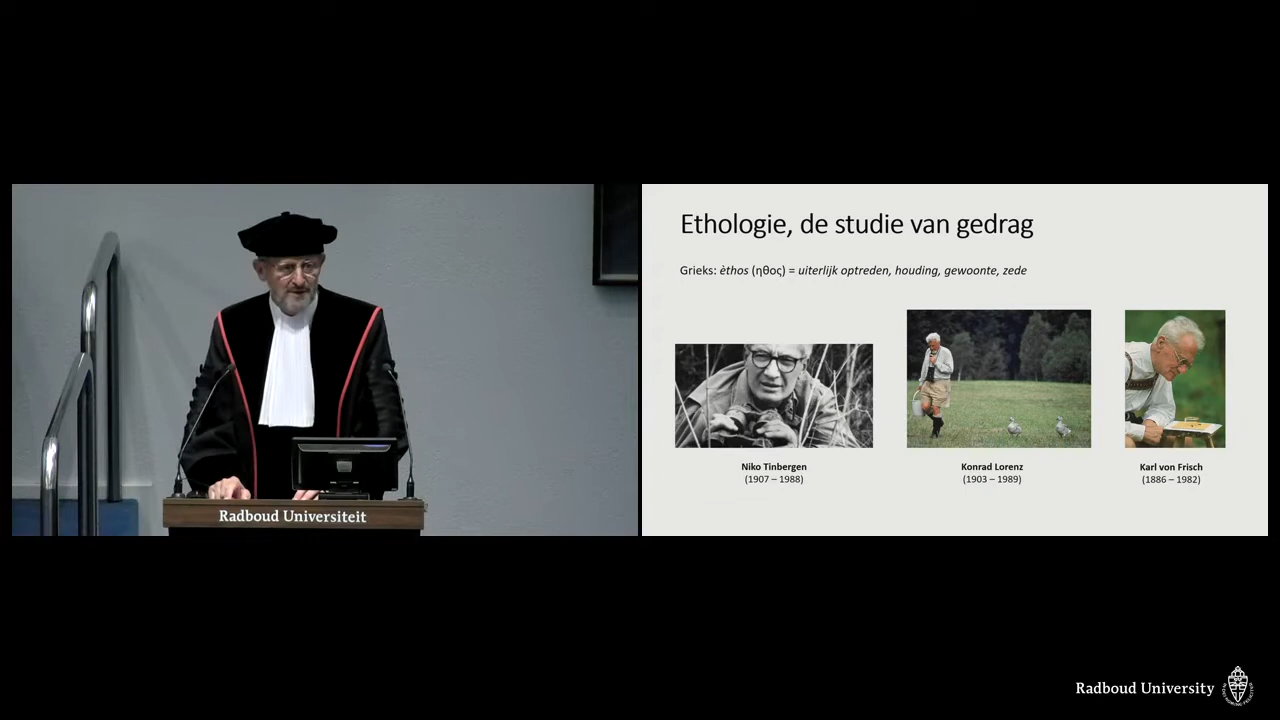 Radboud Universiteit
Ethologie, de studie van gedrag
Grieks: èthos (ηθος) = uiterlijk optreden, houding, gewoonte, zede
Niko Tinbergen
(1907 – 1988)
Konrad Lorenz
(1903 – 1989)
Karl von Frisch
(1886 – 1982)
Radboud University